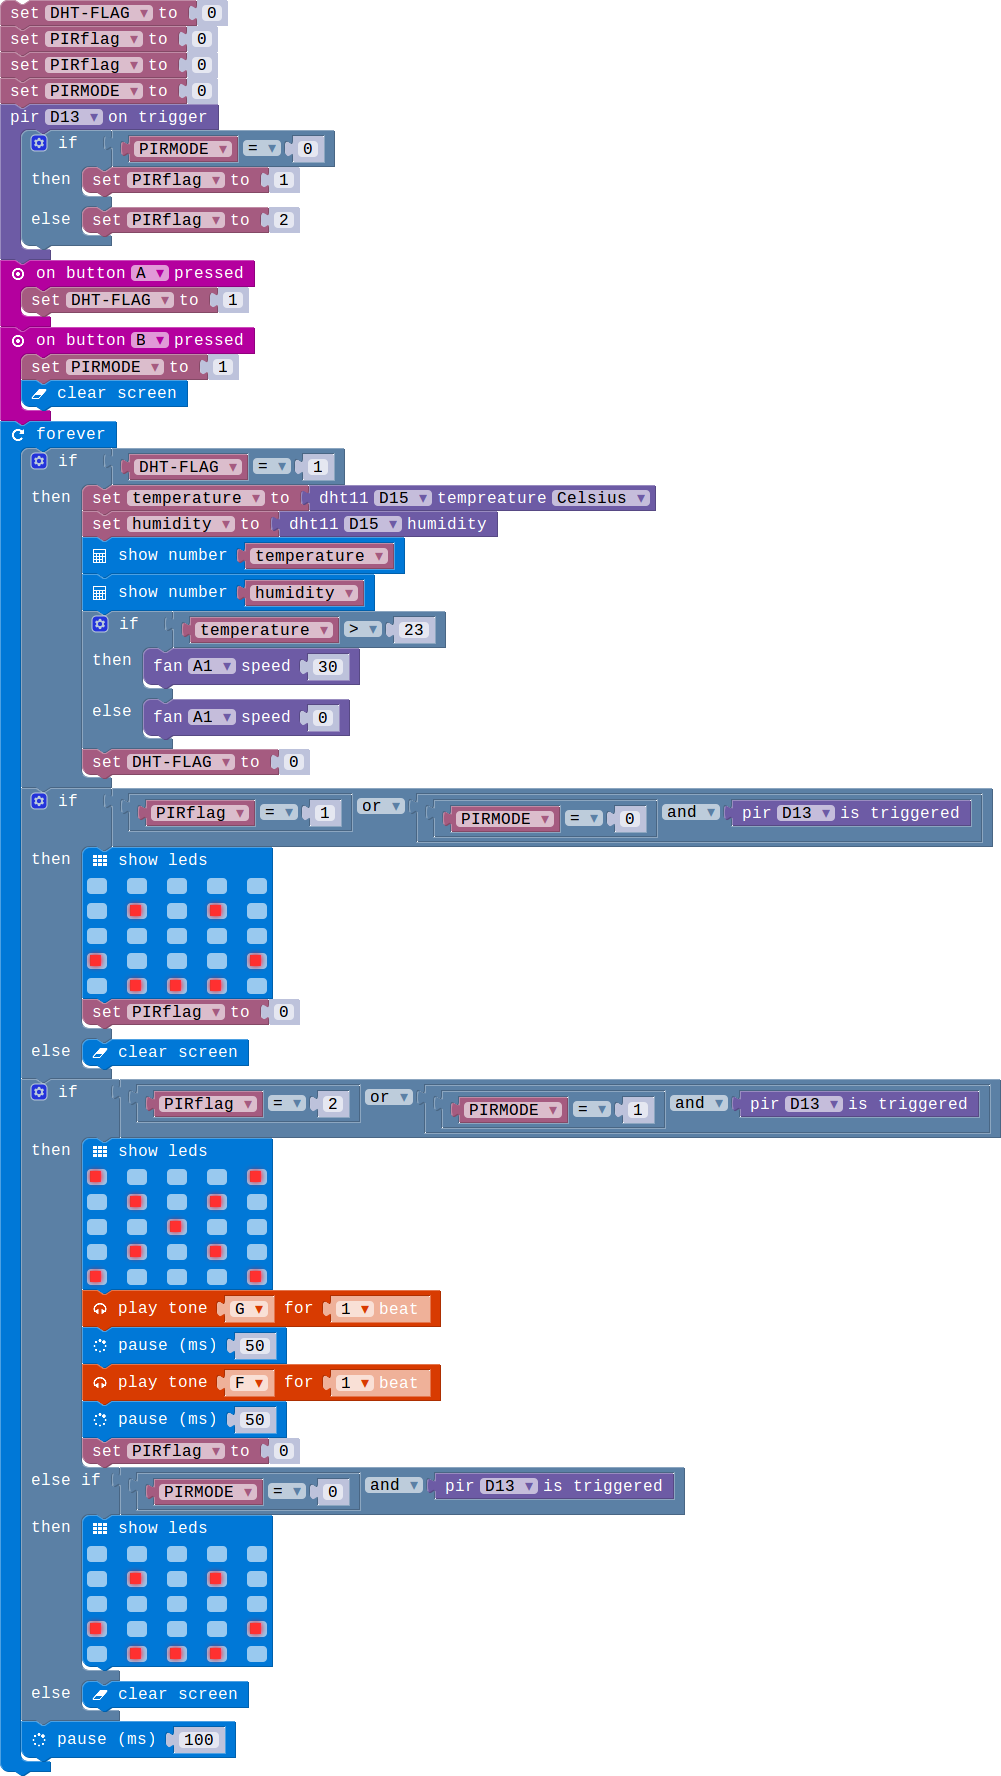 set DHT-FLAG to 0
set PIRflag to 0
set PIRflag to 0
set PIRMODE to 0
pir D13 on trigger
if PIRMODE = 0
then set PIRflag to 1
else set PIRflag to 2
on button A pressed
set DHT-FLAG to 1
on button B pressed
set PIRMODE to 1
clear screen
forever
if DHT-FLAG = 1
then set temperature to dht11 D15 tempreature Celsius
set humidity to dht11 D15 humidity
show number temperature
show number humidity
if temperature > 23
then fan A1 speed 30
else fan A1 speed 0
set DHT-FLAG to 0
if PIRflag = 1 or PIRMODE = 0 and pir D13 is triggered
then show leds
set PIRflag to 0
else clear screen
if PIRflag = 2 or PIRMODE = 1 and pir D13 is triggered
then show leds
play tone G for 1 beat
pause (ms) 50
play tone F for 1 beat
pause (ms) 50
set PIRflag to 0
else if PIRMODE = 0 and pir D13 is triggered
then show leds
else clear screen
pause (ms) 100